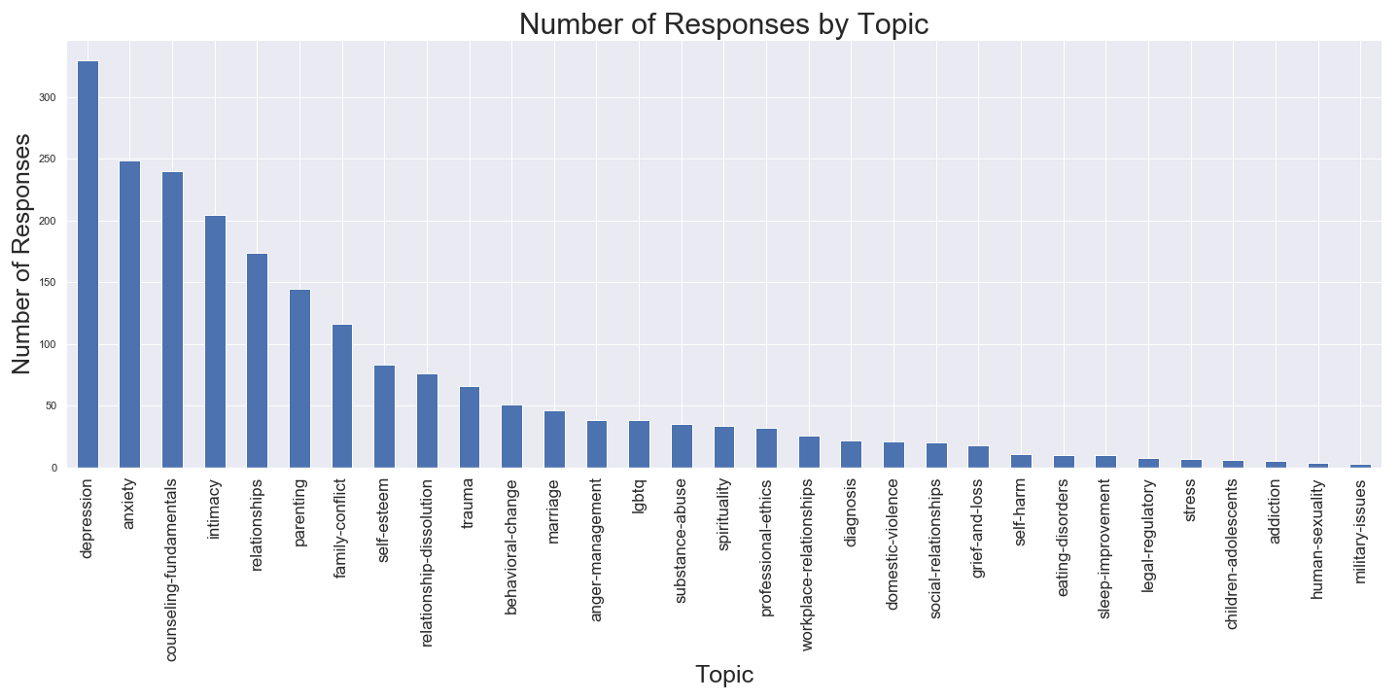 Number of Responses by Topic
Number of Responses
300
250
200
150
100
50
0
depression
anxiety
counseling-fundamentals
intimacy
relationships
parenting
family-conflict
self-esteem
relationship-dissolution
trauma
behavioral-change
marriage
anger-management
lgbtq
substance-abuse
spirituality
professional-ethics
workplace-relationships
diagnosis
domestic-violence
social-relationships
grief-and-loss
self-harm
eating-disorders
sleep-improvement
legal-regulatory
stress
children-adolescents
addiction
human-sexuality
military-issues
Topic